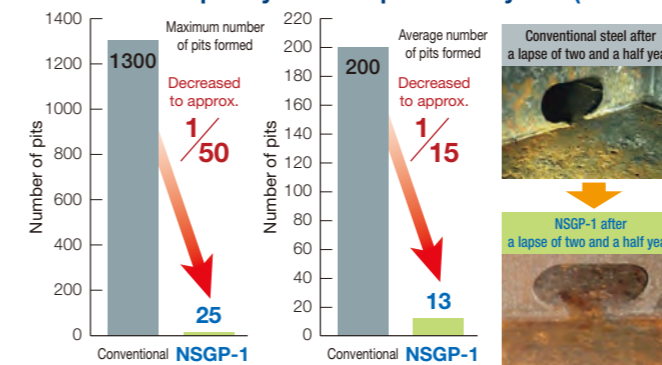 1400
1200
1000
800
600
400
200
0
Number of pits
Maximum number
of pits formed
1300
Decreased
to approx.
1/50
25
Conventional NSGP-1
220
200
180
160
140
120
100
80
60
40
20
0
Number of pits
Average number
of pits formed
200
Decreased
to approx.
1/15
13
Conventional NSGP-1
Conventional steel after
a lapse of two and a half
NSGP-1 after
a lapse of two and a half